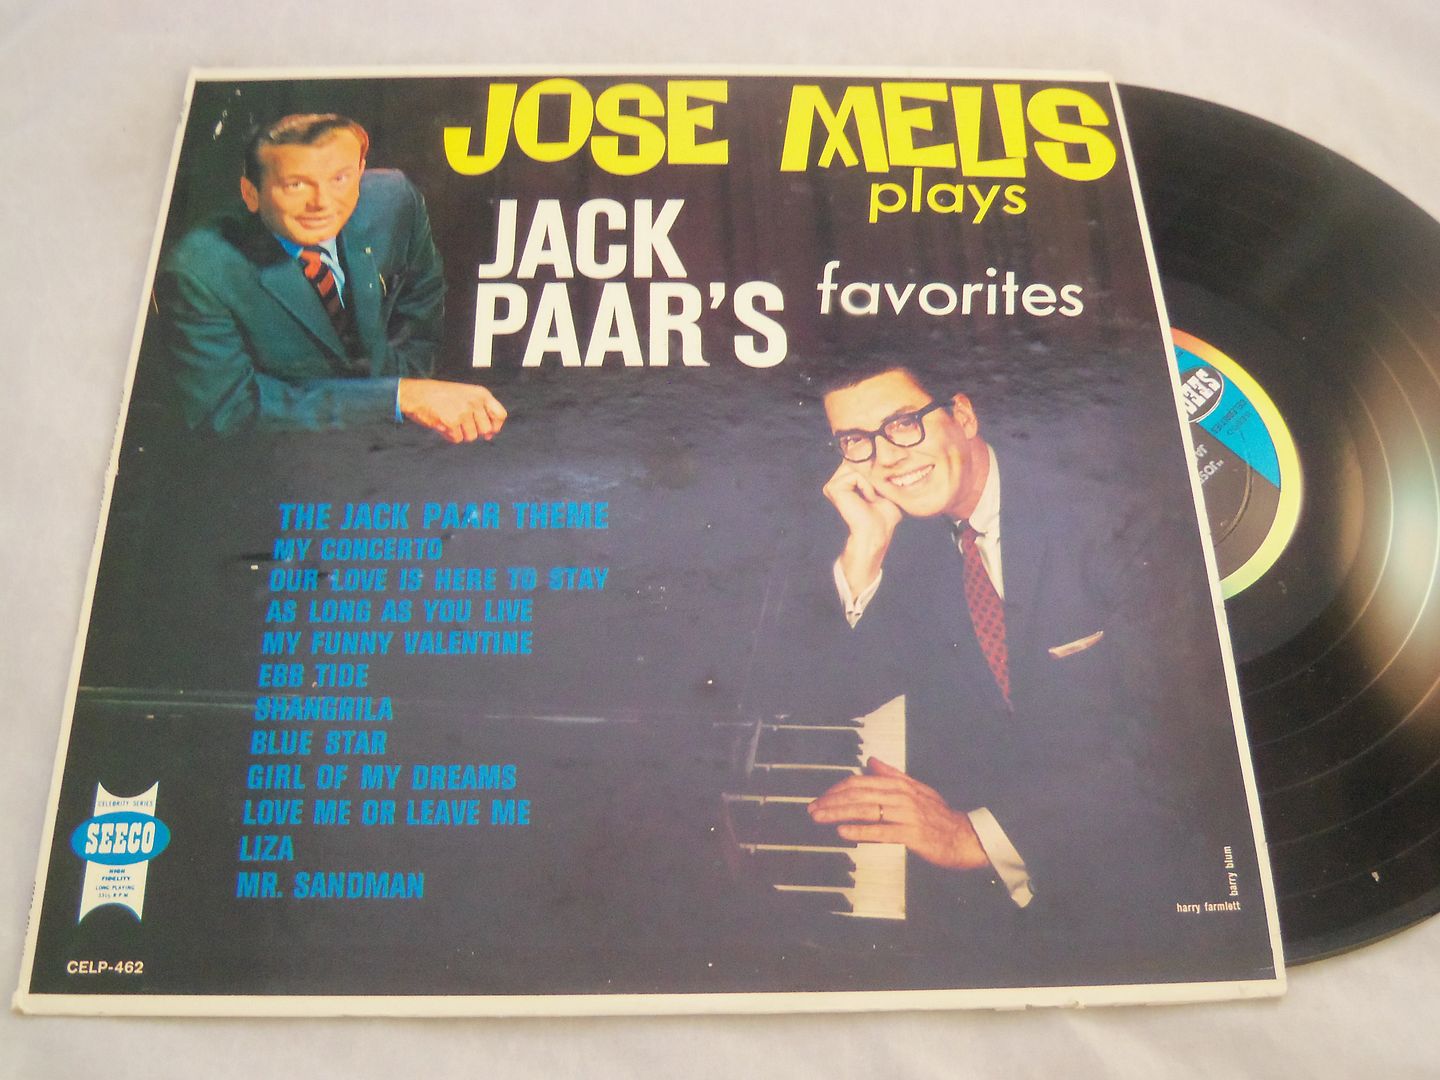 JOSE MELIS
plays
JACK
PAAR'S
favorites
THE JACK PAAR THEME
MY CONCERTO
OUR LOVE IS HERE TO STAY
AS LONG AS YOU LIVE
MY FUNNY VALENTINE
EBB TIDE
SHANGRILA
BLUE STAR
GIRL OF MY DREAMS
LOVE ME OR LEAVE ME
LIZA
MR. SANDMAN
CELEBRITY SERIES
SEECO
HIGH
FIDELITY
LONG PLAYING
33⅓ R.P.M
CELP-462
harry farmlett
barry blum